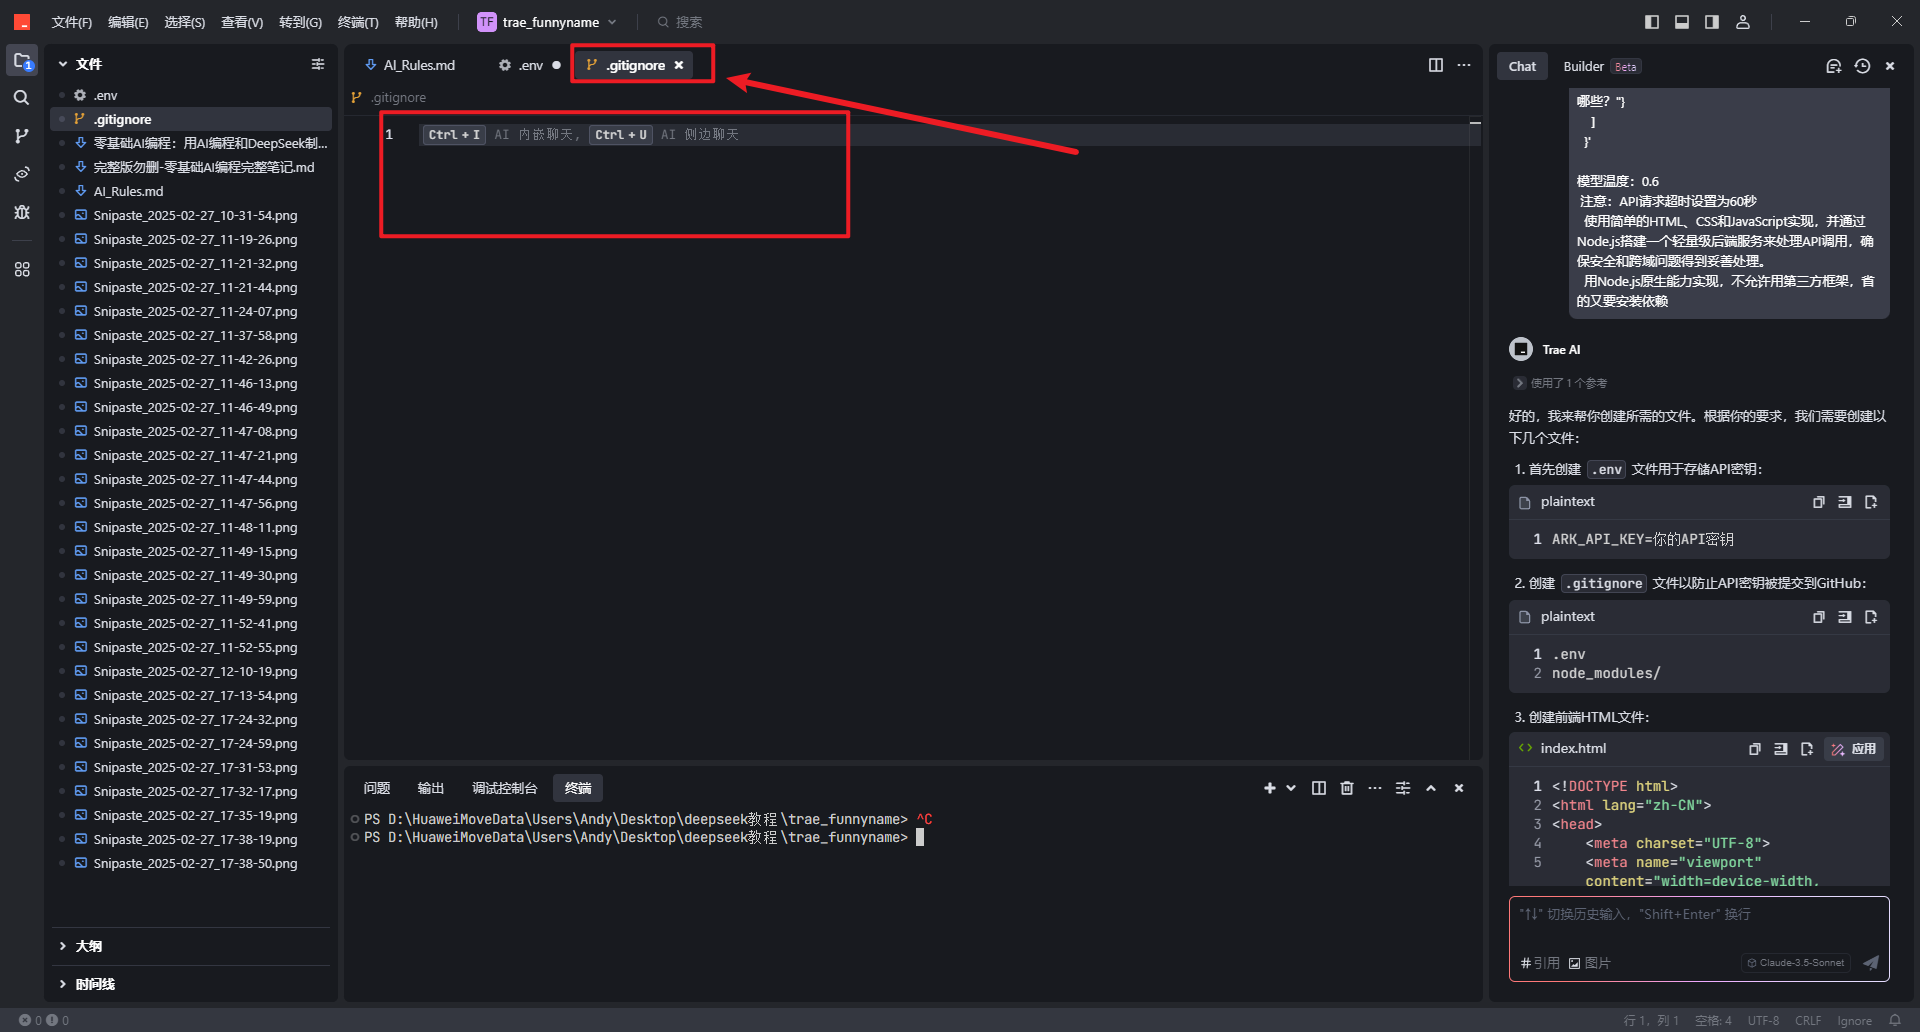 文件(F) 编辑(E) 选择(S) 查看(V) 转到(G) 终端(T) 帮助(H) TF trae_funnyname 搜索
1
文件
.env
.gitignore
零基础AI编程：用AI编程和DeepSeek制...
完整版勿删-零基础AI编程完整笔记.md
AI_Rules.md
Snipaste_2025-02-27_10-31-54.png
Snipaste_2025-02-27_11-19-26.png
Snipaste_2025-02-27_11-21-32.png
Snipaste_2025-02-27_11-21-44.png
Snipaste_2025-02-27_11-24-07.png
Snipaste_2025-02-27_11-37-58.png
Snipaste_2025-02-27_11-42-26.png
Snipaste_2025-02-27_11-46-13.png
Snipaste_2025-02-27_11-46-49.png
Snipaste_2025-02-27_11-47-08.png
Snipaste_2025-02-27_11-47-21.png
Snipaste_2025-02-27_11-47-44.png
Snipaste_2025-02-27_11-47-56.png
Snipaste_2025-02-27_11-48-11.png
Snipaste_2025-02-27_11-49-15.png
Snipaste_2025-02-27_11-49-30.png
Snipaste_2025-02-27_11-49-59.png
Snipaste_2025-02-27_11-52-41.png
Snipaste_2025-02-27_11-52-55.png
Snipaste_2025-02-27_12-10-19.png
Snipaste_2025-02-27_17-13-54.png
Snipaste_2025-02-27_17-24-32.png
Snipaste_2025-02-27_17-24-59.png
Snipaste_2025-02-27_17-31-53.png
Snipaste_2025-02-27_17-32-17.png
Snipaste_2025-02-27_17-35-19.png
Snipaste_2025-02-27_17-38-19.png
Snipaste_2025-02-27_17-38-50.png
大纲
时间线
AI_Rules.md .env .gitignore
.gitignore
1 Ctrl + I AI 内嵌聊天, Ctrl + U AI 侧边聊天
问题 输出 调试控制台 终端
PS D:\HuaweiMoveData\Users\Andy\Desktop\deepseek教程\trae_funnyname> ^C
PS D:\HuaweiMoveData\Users\Andy\Desktop\deepseek教程\trae_funnyname>
Chat Builder Beta
哪些？"}
]
}'
模型温度：0.6
注意：API请求超时设置为60秒
使用简单的HTML、CSS和JavaScript实现，并通过
Node.js搭建一个轻量级后端服务来处理API调用，确
保安全和跨域问题得到妥善处理。
用Node.js原生能力实现，不允许用第三方框架，省
的又要安装依赖
Trae AI
使用了 1 个参考
好的，我来帮你创建所需的文件。根据你的要求，我们需要创建以
下几个文件：
1. 首先创建 .env 文件用于存储API密钥：
plaintext
1 ARK_API_KEY=你的API密钥
2. 创建 .gitignore 文件以防止API密钥被提交到GitHub：
plaintext
1 .env
2 node_modules/
3. 创建前端HTML文件：
index.html 应用
1 <!DOCTYPE html>
2 <html lang="zh-CN">
3 <head>
4 <meta charset="UTF-8">
5 <meta name="viewport"
content="width=device-width,
"↑↓" 切换历史输入，"Shift+Enter" 换行
# 引用 图片 Claude-3.5-Sonnet
0 0 行 1，列 1 空格: 4 UTF-8 CRLF Ignore